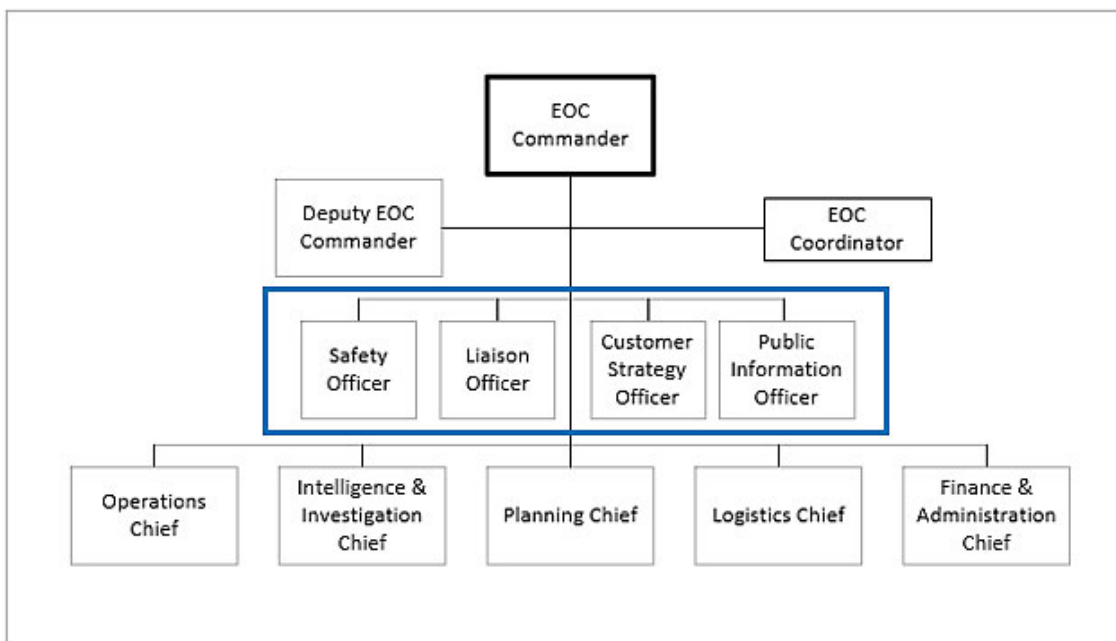 EOC
Commander
Deputy EOC
Commander
EOC
Coordinator
Safety
Officer
Liaison
Officer
Customer
Strategy
Officer
Public
Information
Officer
Operations
Chief
Intelligence &
Investigation
Chief
Planning Chief
Logistics Chief
Finance &
Administration
Chief